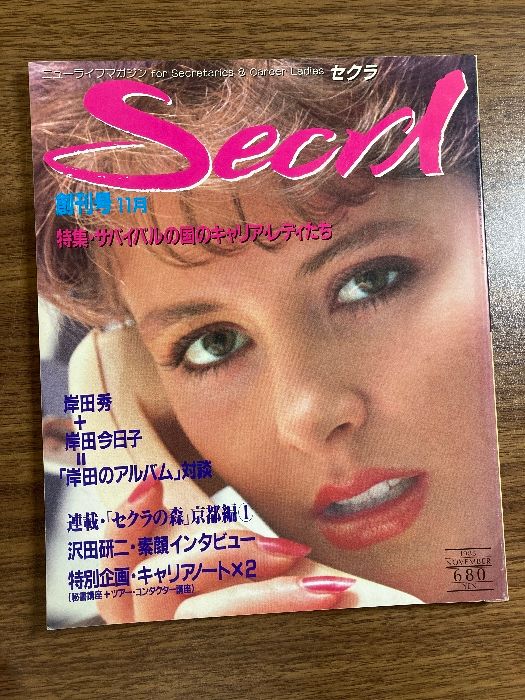 ニューライフマガジン for Secretaries & Career Ladies セクラ
Secrl
創刊号 11月
特集・サバイバルの国のキャリア・レディたち
岸田秀
+
岸田今日子
=
「岸田のアルバム」対談
連載・「セクラの森」京都編①
沢田研二・素顔インタビュー
特別企画・キャリアノート×2
(秘書講座+ツアー・コンダクター講座)
NOVEMBER
680
YEN